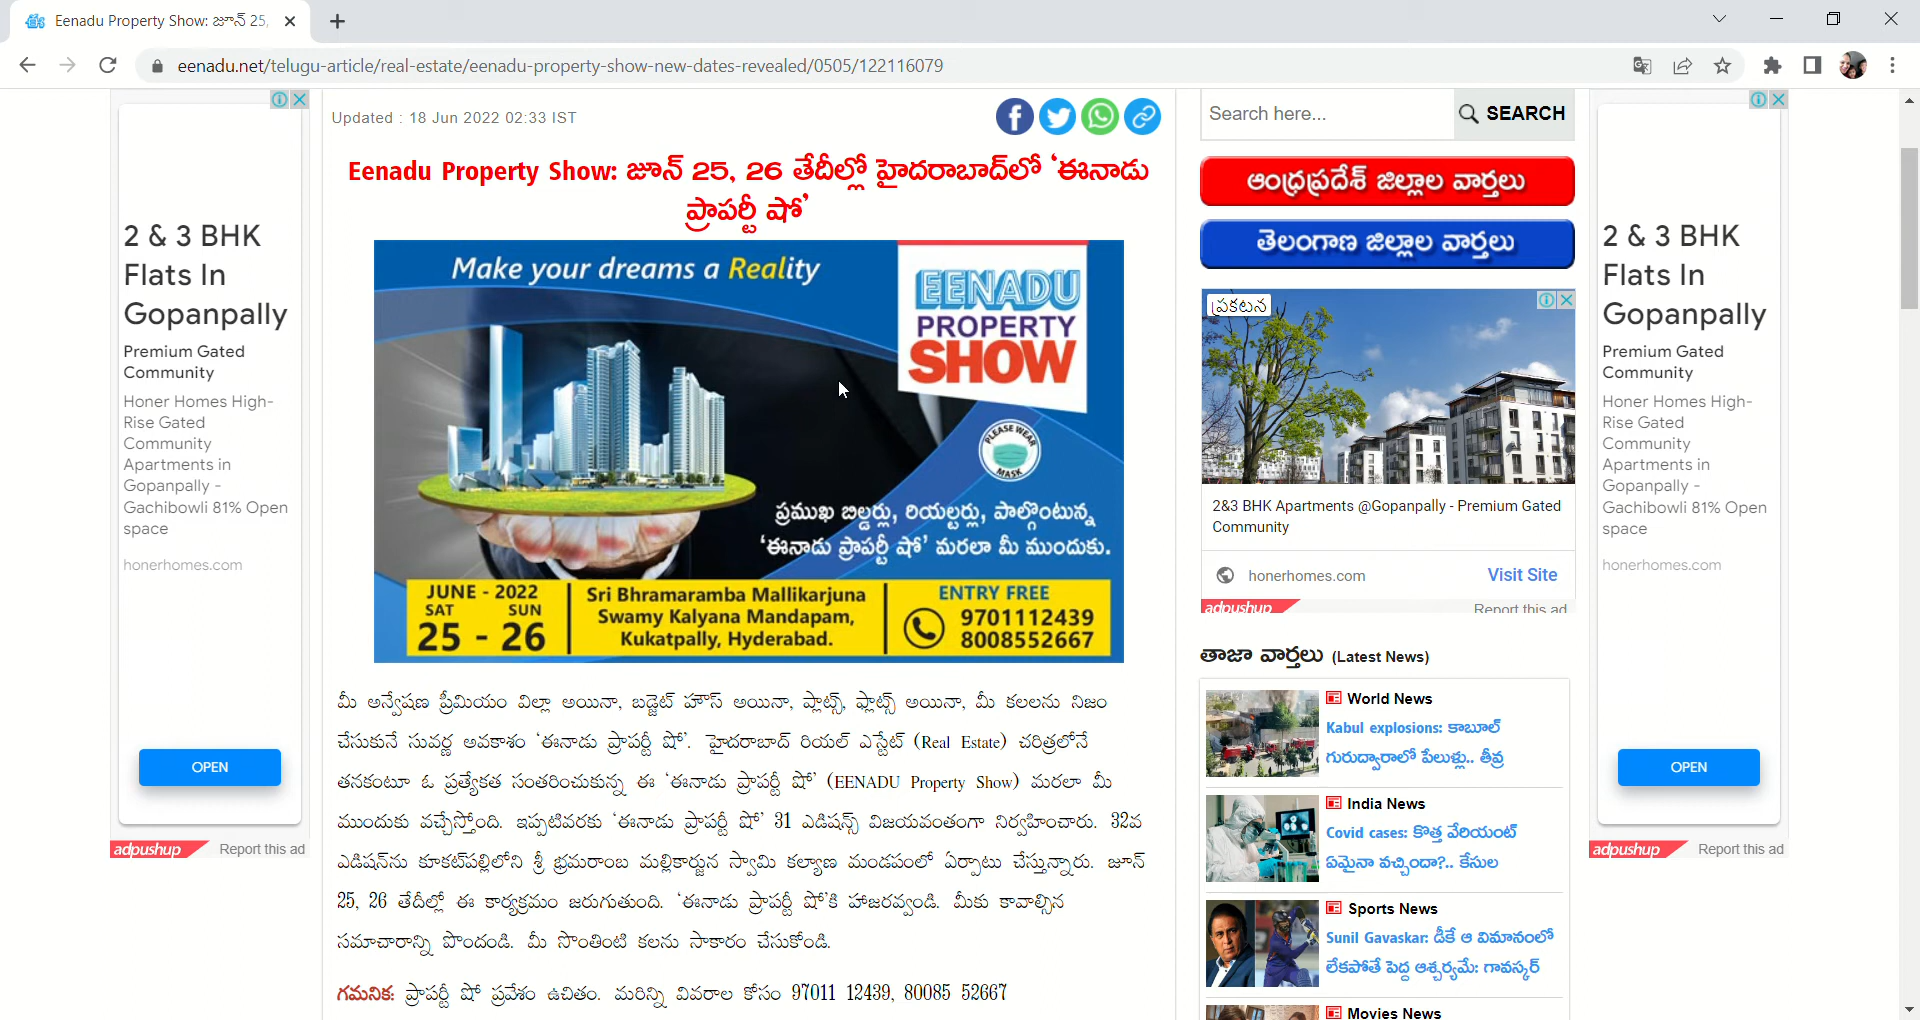 Eenadu Property Show: జూన్ 25,
eenadu.net/telugu-article/real-estate/eenadu-property-show-new-dates-revealed/0505/122116079
2 & 3 BHK
Flats In
Gopanpally
Premium Gated
Community
Honer Homes High-
Rise Gated
Community
Apartments in
Gopanpally -
Gachibowli 81% Open
space
honerhomes.com
OPEN
adpushup
Report this ad
Updated : 18 Jun 2022 02:33 IST
Eenadu Property Show: జూన్ 25, 26 తేదీల్లో హైదరాబాద్‌లో ‘ఈనాడు
ప్రాపర్టీ షో’
Make your dreams a Reality
EENADU
PROPERTY
SHOW
PLEASE WEAR
MASK
ప్రముఖ బిల్డర్లు, రియల్టర్లు, పాల్గొంటున్న
‘ఈనాడు ప్రాపర్టీ షో’ మరలా మీ ముందుకు.
JUNE - 2022
SAT SUN
25 - 26
Sri Bhramaramba Mallikarjuna
Swamy Kalyana Mandapam,
Kukatpally, Hyderabad.
ENTRY FREE
9701112439
8008552667
మీ అన్వేషణ ప్రీమియం విల్లా అయినా, బడ్జెట్ హౌస్ అయినా, ప్లాట్స్, ఫ్లాట్స్ అయినా, మీ కలలను నిజం
చేసుకునే సువర్ణ అవకాశం ‘ఈనాడు ప్రాపర్టీ షో’. హైదరాబాద్ రియల్ ఎస్టేట్ (Real Estate) చరిత్రలోనే
తనకంటూ ఓ ప్రత్యేకత సంతరించుకున్న ఈ ‘ఈనాడు ప్రాపర్టీ షో’ (EENADU Property Show) మరలా మీ
ముందుకు వచ్చేస్తోంది. ఇప్పటివరకు ‘ఈనాడు ప్రాపర్టీ షో’ 31 ఎడిషన్స్ విజయవంతంగా నిర్వహించారు. 32వ
ఎడిషన్‌ను కూకట్‌పల్లిలోని శ్రీ భ్రమరాంబ మల్లికార్జున స్వామి కల్యాణ మండపంలో ఏర్పాటు చేస్తున్నారు. జూన్
25, 26 తేదీల్లో ఈ కార్యక్రమం జరుగుతుంది. ‘ఈనాడు ప్రాపర్టీ షో’కి హాజరవ్వండి. మీకు కావాల్సిన
సమాచారాన్ని పొందండి. మీ సొంతింటి కలను సాకారం చేసుకోండి.
గమనిక: ప్రాపర్టీ షో ప్రవేశం ఉచితం. మరిన్ని వివరాల కోసం 97011 12439, 80085 52667
Search here...
SEARCH
ఆంధ్రప్రదేశ్ జిల్లాల వార్తలు
తెలంగాణ జిల్లాల వార్తలు
ప్రకటన
2&3 BHK Apartments @Gopanpally - Premium Gated
Community
honerhomes.com
Visit Site
adpushup
Report this ad
తాజా వార్తలు (Latest News)
World News
Kabul explosions: కాబూల్
గురుద్వారాలో పేలుళ్లు.. తీవ్ర
India News
Covid cases: కొత్త వేరియంట్
ఏమైనా వచ్చిందా?.. కేసుల
Sports News
Sunil Gavaskar: డీకే ఆ విమానంలో
లేకపోతే పెద్ద ఆశ్చర్యమే: గావస్కర్
Movies News
2 & 3 BHK
Flats In
Gopanpally
Premium Gated
Community
Honer Homes High-
Rise Gated
Community
Apartments in
Gopanpally -
Gachibowli 81% Open
space
honerhomes.com
OPEN
adpushup
Report this ad